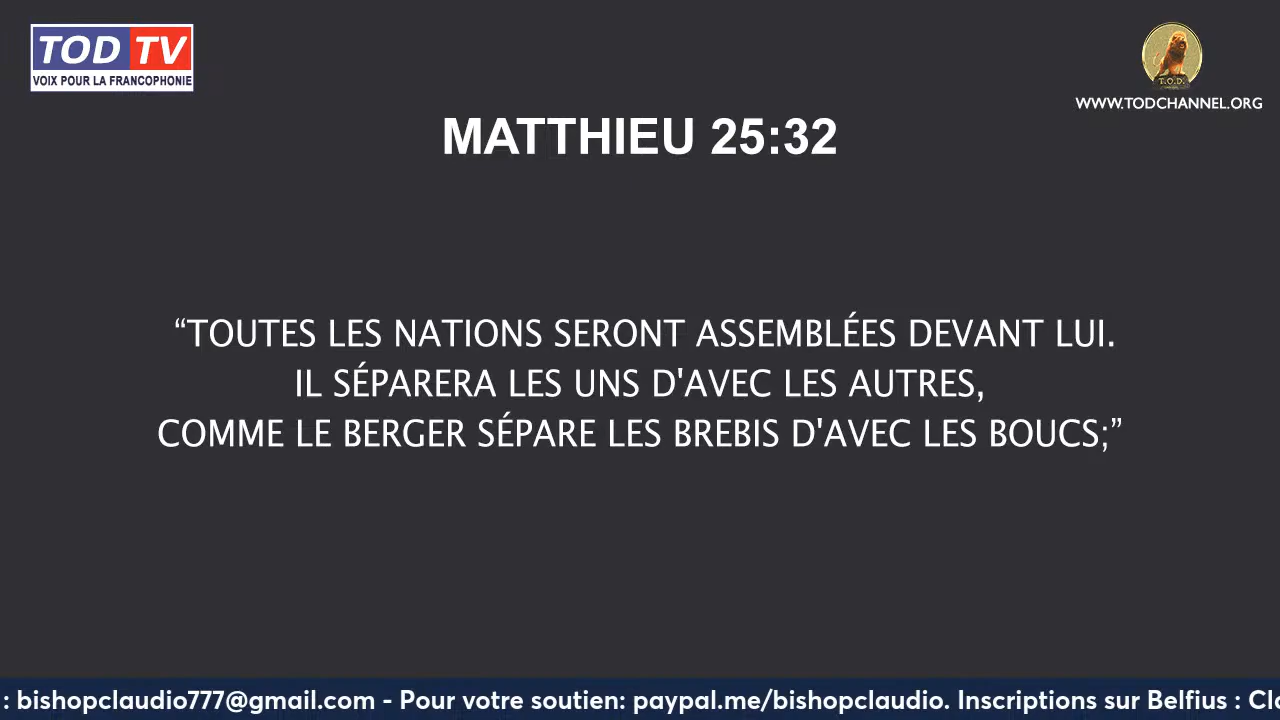 TOD TV
VOIX POUR LA FRANCOPHONIE
T.O.D.
WWW.TODCHANNEL.ORG
MATTHIEU 25:32
“TOUTES LES NATIONS SERONT ASSEMBLÉES DEVANT LUI.
IL SÉPARERA LES UNS D'AVEC LES AUTRES,
COMME LE BERGER SÉPARE LES BREBIS D'AVEC LES BOUCS;”
: bishopclaudio777@gmail.com - Pour votre soutien: paypal.me/bishopclaudio. Inscriptions sur Belfius :